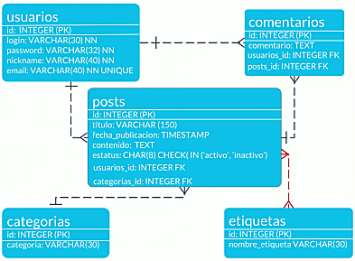 usuarios
id: INTEGER (PK)
login: VARCHAR(30) NN
password: VARCHAR(32) NN
nickname: VARCHAR(40) NN
email: VARCHAR(40) NN UNIQUE
comentarios
id: INTEGER (PK)
comentario: TEXT
usuarios_id: INTEGER FK
posts_id: INTEGER FK
posts
id: INTEGER (PK)
titulo: VARCHAR (150)
fecha_publicacion: TIMESTAMP
contenido: TEXT
estatus: CHAR(8) CHECK( IN ('activo', 'inactivo')
usuarios_id: INTEGER FK
categorias_id: INTEGER FK
categorias
id: INTEGER (PK)
categoria: VARCHAR(30)
etiquetas
id: INTEGER (PK)
nombre_etiqueta VARCHAR(30)